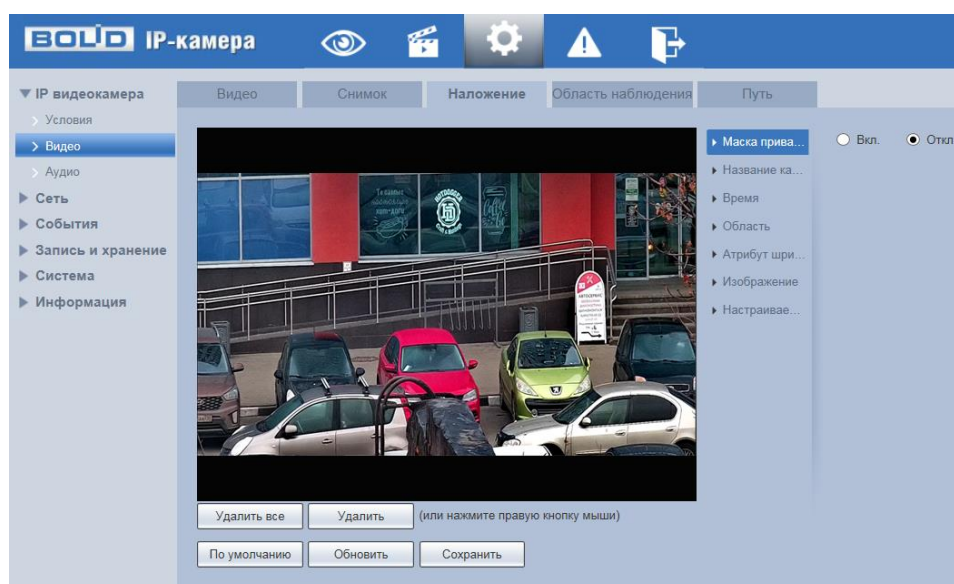 BOLID IP-камера
IP видеокамера
Условия
Видео
Аудио
Сеть
События
Запись и хранение
Система
Информация
Видео Снимок Наложение Область наблюдения Путь
Маска прива...
Название ка...
Время
Область
Атрибут шри...
Изображение
Настраивае...
Вкл. Откл
Удалить все Удалить (или нажмите правую кнопку мыши)
По умолчанию Обновить Сохранить